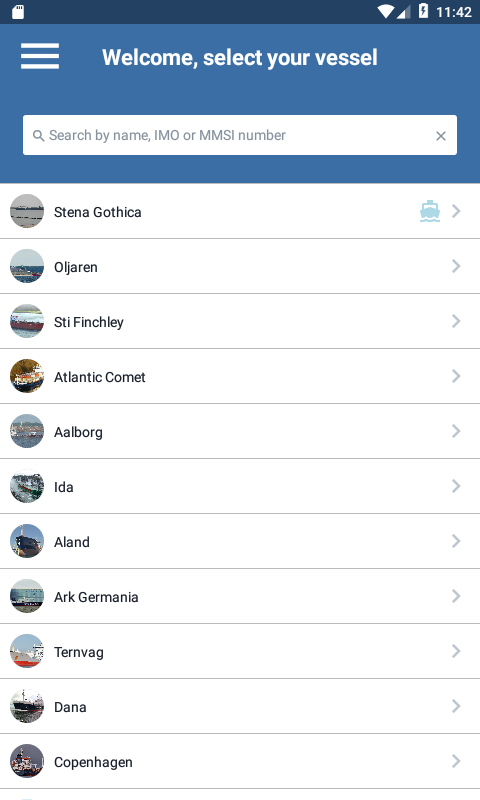 11:42
Welcome, select your vessel
Search by name, IMO or MMSI number
Stena Gothica
Oljaren
Sti Finchley
Atlantic Comet
Aalborg
Ida
Aland
Ark Germania
Ternvag
Dana
Copenhagen